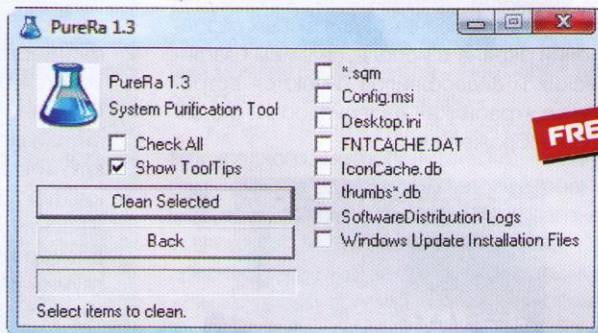 PureRa 1.3
PureRa 1.3
System Purification Tool
Check All
Show ToolTips
Clean Selected
Back
Select items to clean.
*.sqm
Config.msi
Desktop.ini
FNTCACHE.DAT
IconCache.db
thumbs*.db
SoftwareDistribution Logs
Windows Update Installation Files
FRE